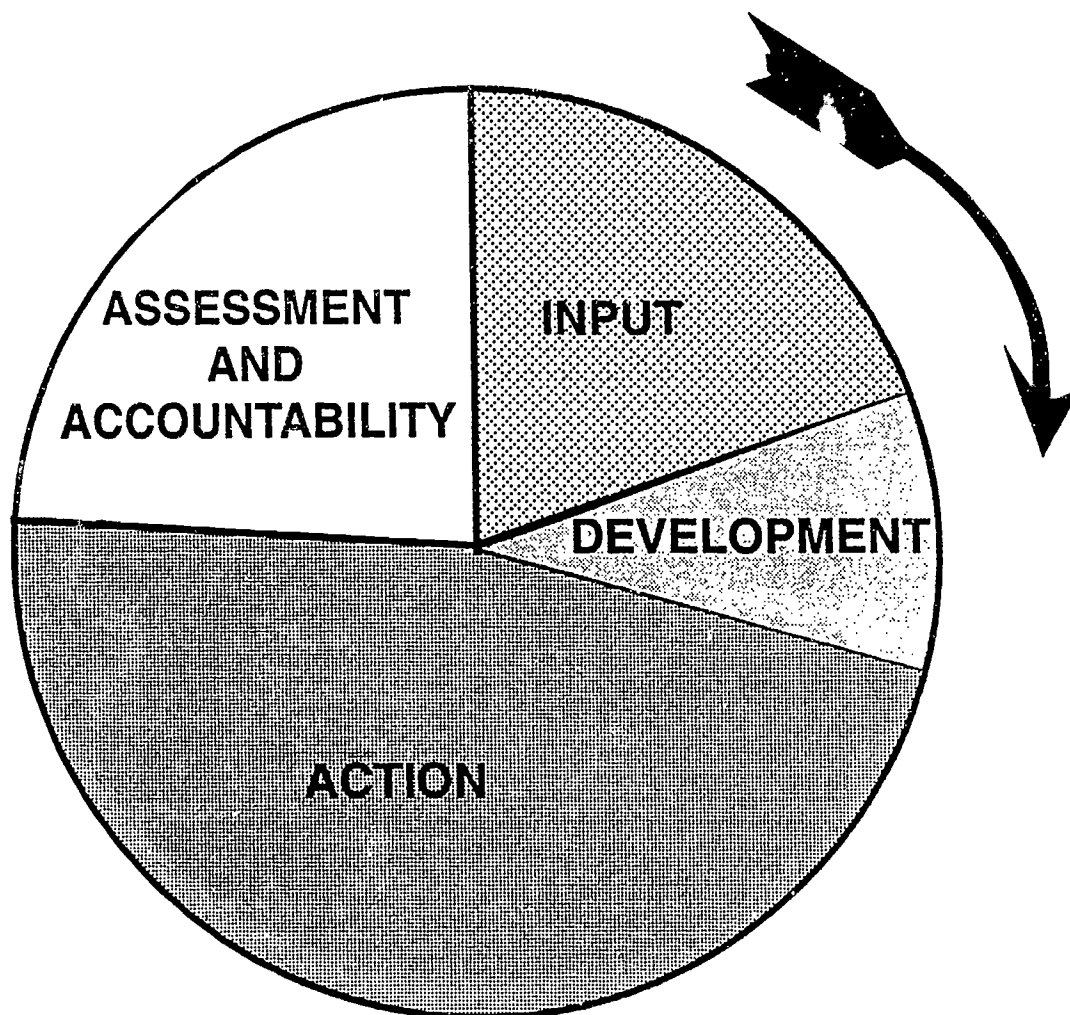 ASSESSMENT
AND
ACCOUNTABILITY
INPUT
DEVELOPMENT
ACTION